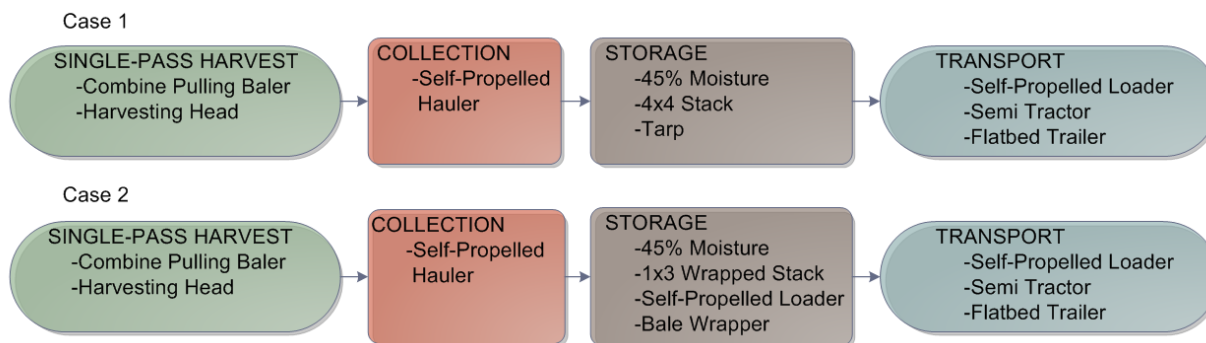 Case 1
SINGLE-PASS HARVEST
-Combine Pulling Baler
-Harvesting Head
COLLECTION
-Self-Propelled
Hauler
STORAGE
-45% Moisture
-4x4 Stack
-Tarp
TRANSPORT
-Self-Propelled Loader
-Semi Tractor
-Flatbed Trailer
Case 2
SINGLE-PASS HARVEST
-Combine Pulling Baler
-Harvesting Head
COLLECTION
-Self-Propelled
Hauler
STORAGE
-45% Moisture
-1x3 Wrapped Stack
-Self-Propelled Loader
-Bale Wrapper
TRANSPORT
-Self-Propelled Loader
-Semi Tractor
-Flatbed Trailer